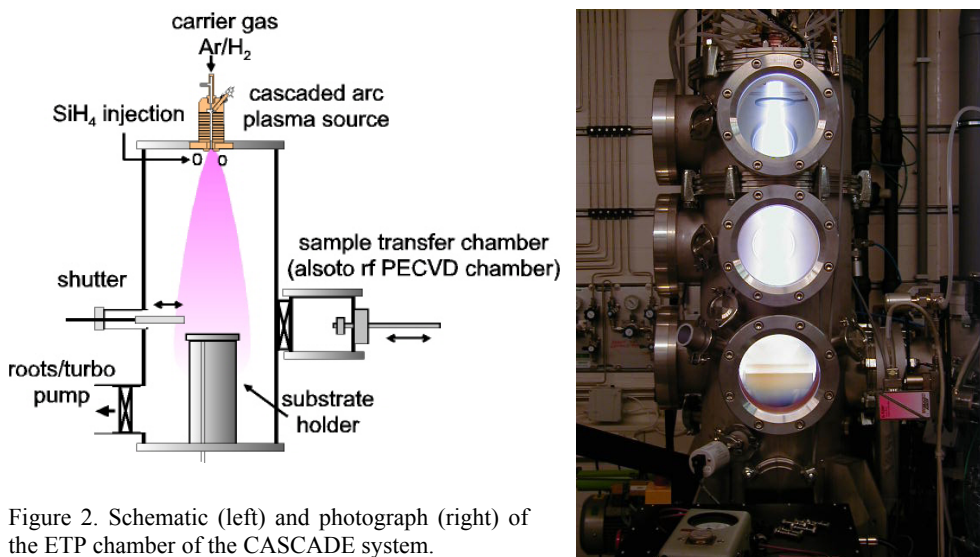 carrier gas
Ar/H2
cascaded arc
plasma source
SiH4 injection
sample transfer chamber
(alsoto rf PECVD chamber)
shutter
roots/turbo
pump
substrate
holder
Figure 2. Schematic (left) and photograph (right) of
the ETP chamber of the CASCADE system.